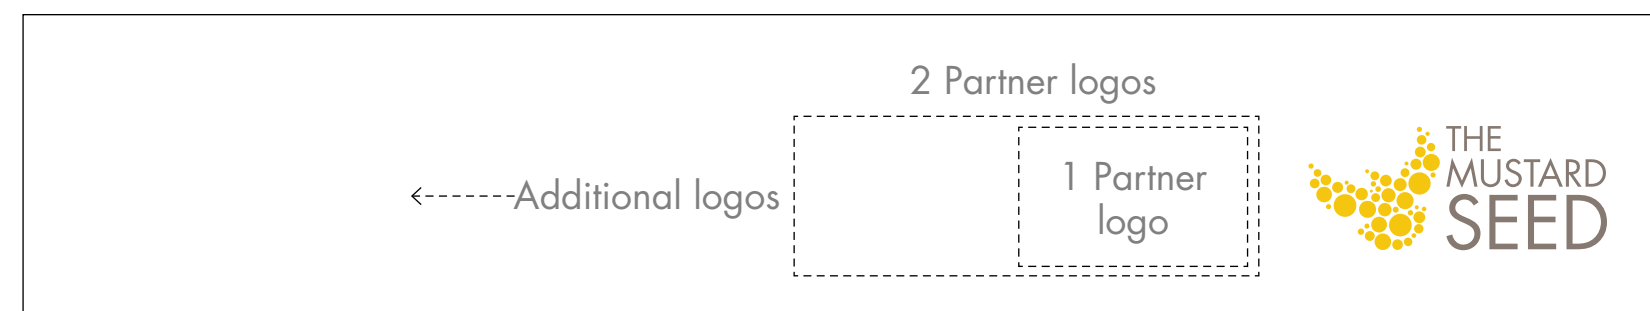 2 Partner logos
Additional logos
1 Partner
logo
THE
MUSTARD
SEED